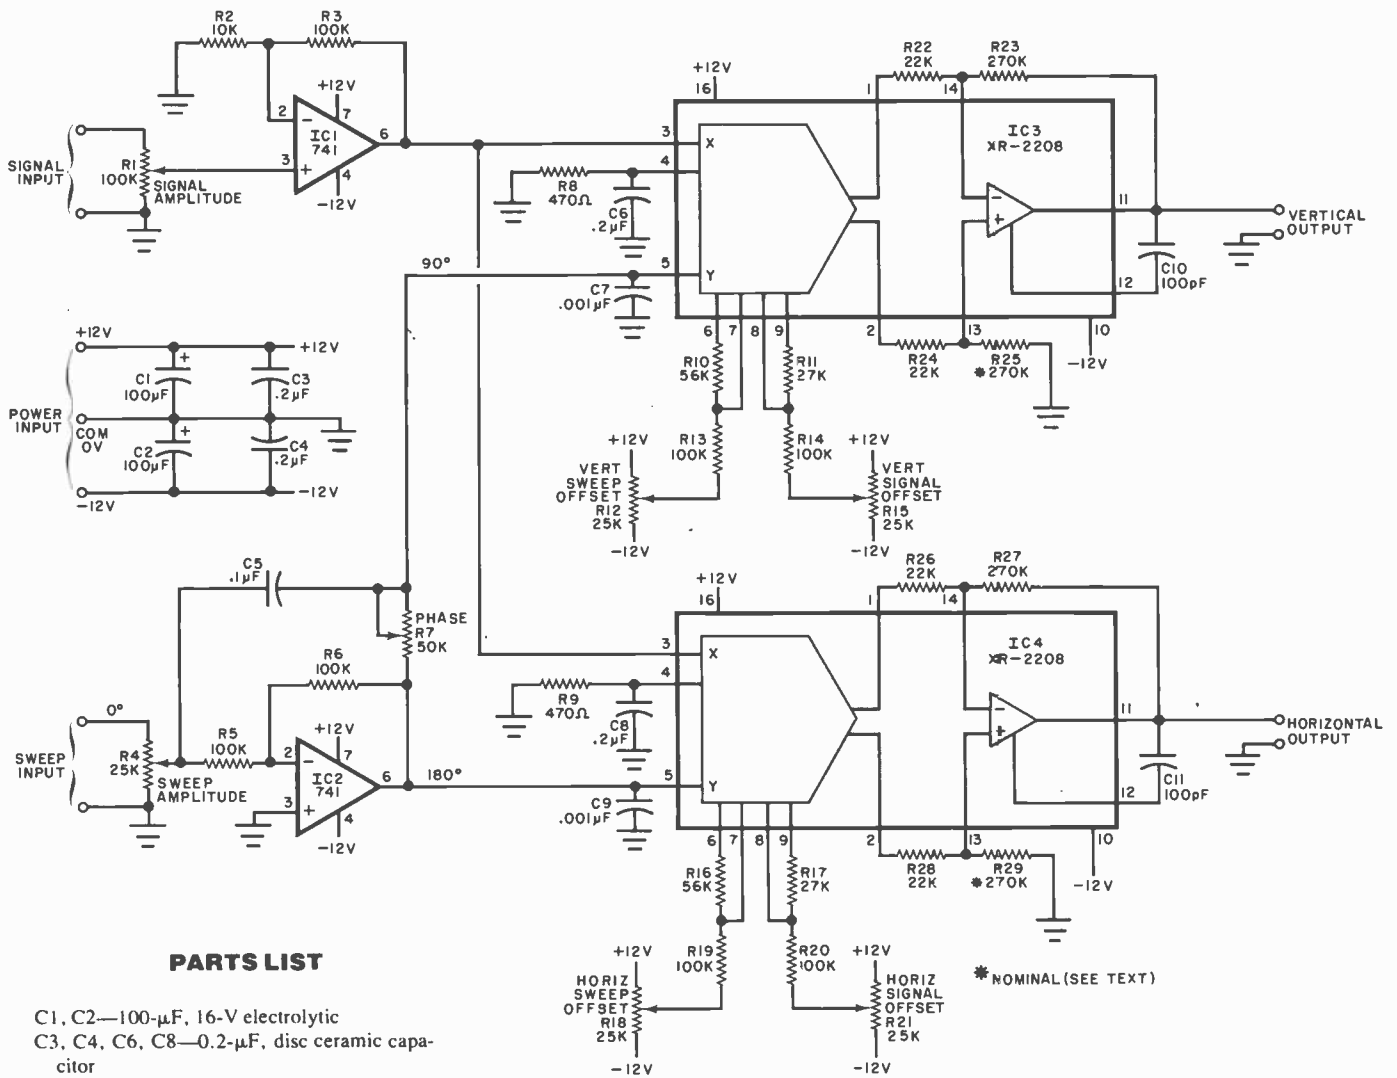 R2
10K
R3
100K
+12V
2
7
IC1
741
6
3
4
-12V
SIGNAL
INPUT
R1
100K
SIGNAL
AMPLITUDE
+12V
16
3
X
4
R8
470Ω
C6
.2µF
90°
5
Y
C7
.001µF
6
7
8
9
R10
56K
R11
27K
R13
100K
R14
100K
+12V
VERT
SWEEP
OFFSET
R12
25K
-12V
+12V
VERT
SIGNAL
OFFSET
R15
25K
-12V
1
R22
22K
14
R23
270K
IC3
XR-2208
-
+
11
12
C10
100pF
VERTICAL
OUTPUT
2
R24
22K
13
R25
*270K
10
-12V
+12V
+12V
C1
100µF
+
C3
.2µF
POWER
INPUT
COM
0V
C2
100µF
+
C4
.2µF
-12V
-12V
C5
.1µF
PHASE
R7
50K
R6
100K
0°
SWEEP
INPUT
R4
25K
R5
100K
SWEEP
AMPLITUDE
+12V
2
7
IC2
741
6
3
4
-12V
180°
+12V
16
3
X
4
R9
470Ω
C8
.2µF
5
Y
C9
.001µF
6
7
8
9
R16
56K
R17
27K
R19
100K
R20
100K
+12V
HORIZ
SWEEP
OFFSET
R18
25K
-12V
+12V
HORIZ
SIGNAL
OFFSET
R21
25K
-12V
1
R26
22K
14
R27
270K
IC4
XR-2208
-
+
11
12
C11
100pF
HORIZONTAL
OUTPUT
2
R28
22K
13
R29
*270K
10
-12V
*NOMINAL (SEE TEXT)
PARTS LIST
C1, C2—100-µF, 16-V electrolytic
C3, C4, C6, C8—0.2-µF, disc ceramic capa-
citor